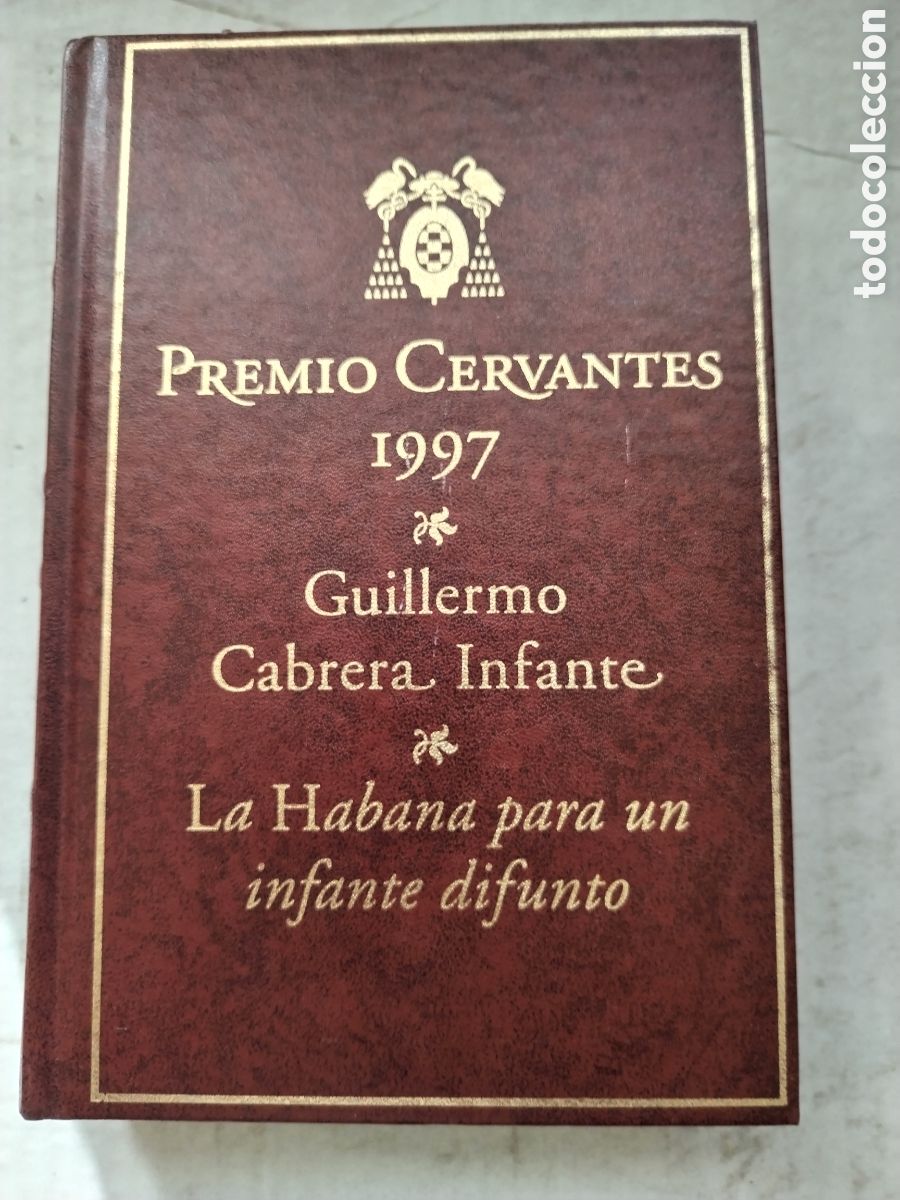 PREMIO CERVANTES
1997
Guillermo
Cabrera Infante
La Habana para un
infante difunto
todocoleccion